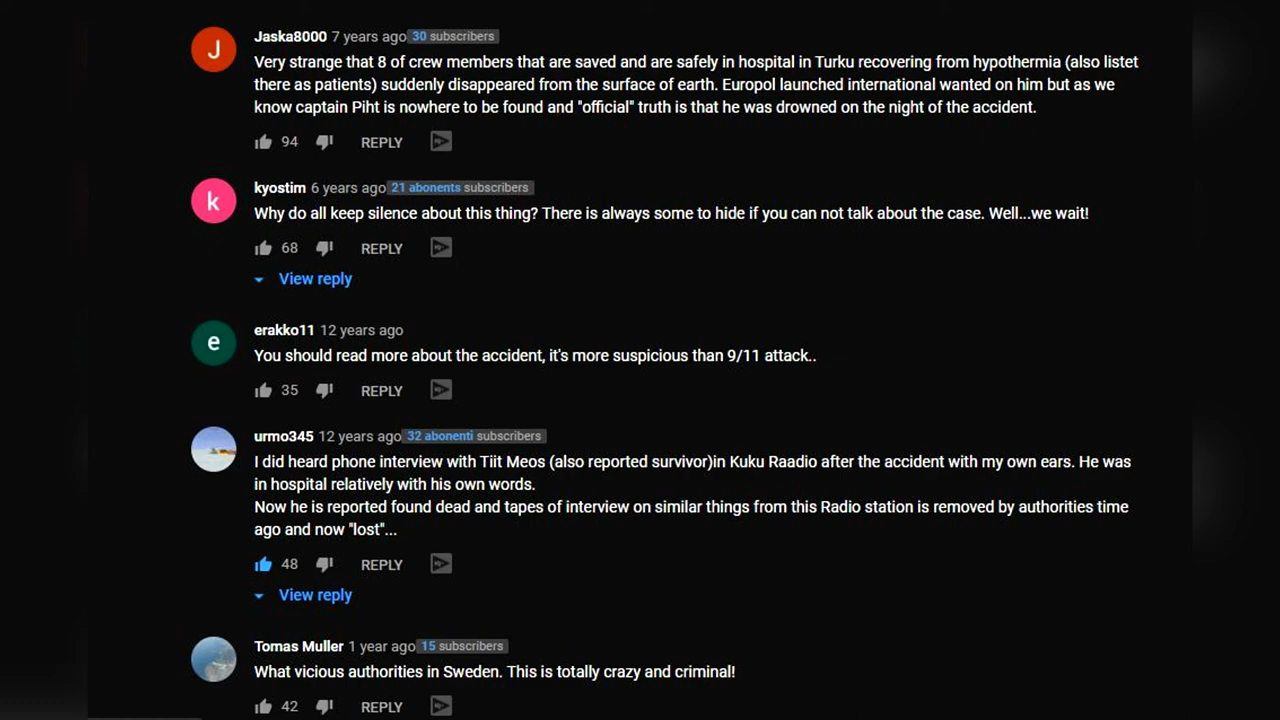 J
Jaska8000 7 years ago 30 subscribers
Very strange that 8 of crew members that are saved and are safely in hospital in Turku recovering from hypothermia (also listet
there as patients) suddenly disappeared from the surface of earth. Europol launched international wanted on him but as we
know captain Piht is nowhere to be found and "official" truth is that he was drowned on the night of the accident.
94 REPLY
k
kyostim 6 years ago 21 abonents subscribers
Why do all keep silence about this thing? There is always some to hide if you can not talk about the case. Well...we wait!
68 REPLY
View reply
e
erakko11 12 years ago
You should read more about the accident, it's more suspicious than 9/11 attack..
35 REPLY
urmo345 12 years ago 32 abonenti subscribers
I did heard phone interview with Tiit Meos (also reported survivor)in Kuku Raadio after the accident with my own ears. He was
in hospital relatively with his own words.
Now he is reported found dead and tapes of interview on similar things from this Radio station is removed by authorities time
ago and now "lost"...
48 REPLY
View reply
Tomas Muller 1 year ago 15 subscribers
What vicious authorities in Sweden. This is totally crazy and criminal!
42 REPLY